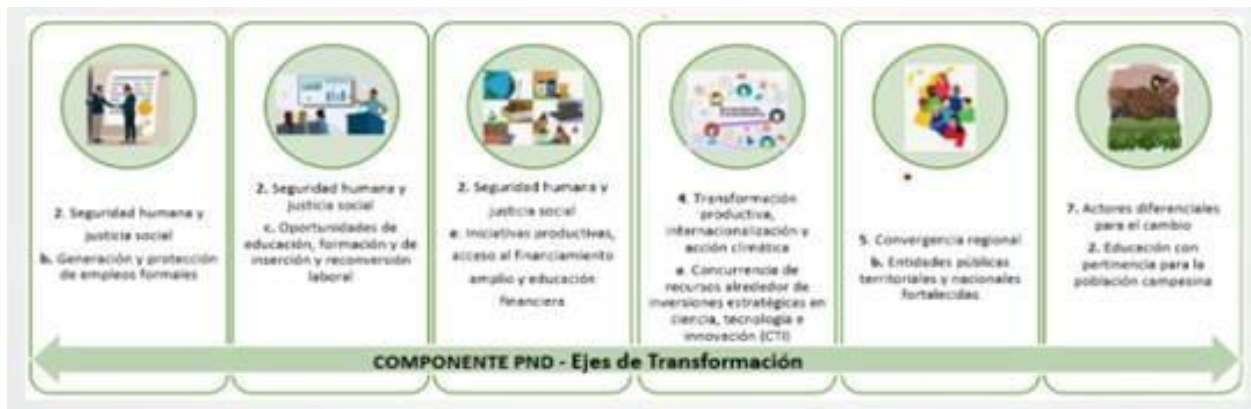 2. Seguridad humana y
justicia social
b. Generación y protección
de empleos formales
2. Seguridad humana y
justicia social
c. Oportunidades de
educación, formación y de
inserción y reconversión
laboral
2. Seguridad humana y
justicia social
e. Iniciativas productivas,
acceso al financiamiento
amplio y educación
financiera
4. Transformación
productiva,
internacionalización y
acción climática
a. Concurrencia de
recursos alrededor de
inversiones estratégicas en
ciencia, tecnología e
innovación (CTI)
5. Convergencia regional
b. Entidades públicas
territoriales y nacionales
fortalecidas
7. Actores diferenciales
para el cambio
2. Educación con
pertinencia para la
población campesina
COMPONENTE PND - Ejes de Transformación